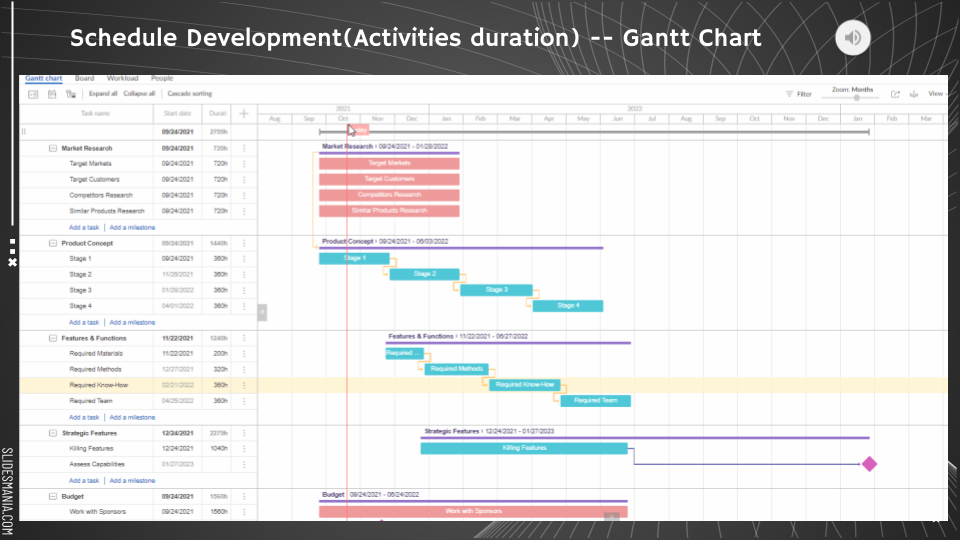 Schedule Development(Activities duration) -- Gantt Chart
Gantt chart Board Workload People
Expand all Collapse all Cascade sorting Filter Zoom: Months View
Task name Start date Durati
2021 2022
Aug Sep Oct Nov Dec Jan Feb Mar Apr May Jun Jul Aug Sep Oct Nov Dec Jan Feb Mar
09/24/2021
Market Research 09/24/2021 720h Market Research 09/24/2021 - 01/28/2022
Target Markets 09/24/2021 720h Target Markets
Target Customers 09/24/2021 720h Target Customers
Competitors Research 09/24/2021 720h Competitors Research
Similar Products Research 09/24/2021 720h Similar Products Research
Add a task | Add a milestone
Product Concept 09/24/2021 1440h Product Concept 09/24/2021 - 06/03/2022
Stage 1 09/24/2021 360h Stage 1
Stage 2 11/26/2021 360h Stage 2
Stage 3 01/28/2022 360h Stage 3
Stage 4 04/01/2022 360h Stage 4
Add a task | Add a milestone
Features & Functions 11/22/2021 1240h Features & Functions 11/22/2021 - 06/27/2022
Required Materials 11/22/2021 200h Required ...
Required Methods 12/27/2021 320h Required Methods
Required Know-How 02/21/2022 360h Required Know-How
Required Team 04/25/2022 360h Required Team
Add a task | Add a milestone
Strategic Features 12/24/2021 Strategic Features 12/24/2021 - 01/27/2023
Killing Features 12/24/2021 1040h Killing Features
Assess Capabilities 01/27/2023
Add a task | Add a milestone
Budget 09/24/2021 1560h Budget 09/24/2021 - 06/24/2022
Work with Sponsors 09/24/2021 1560h Work with Sponsors
SLIDESMANIA.COM